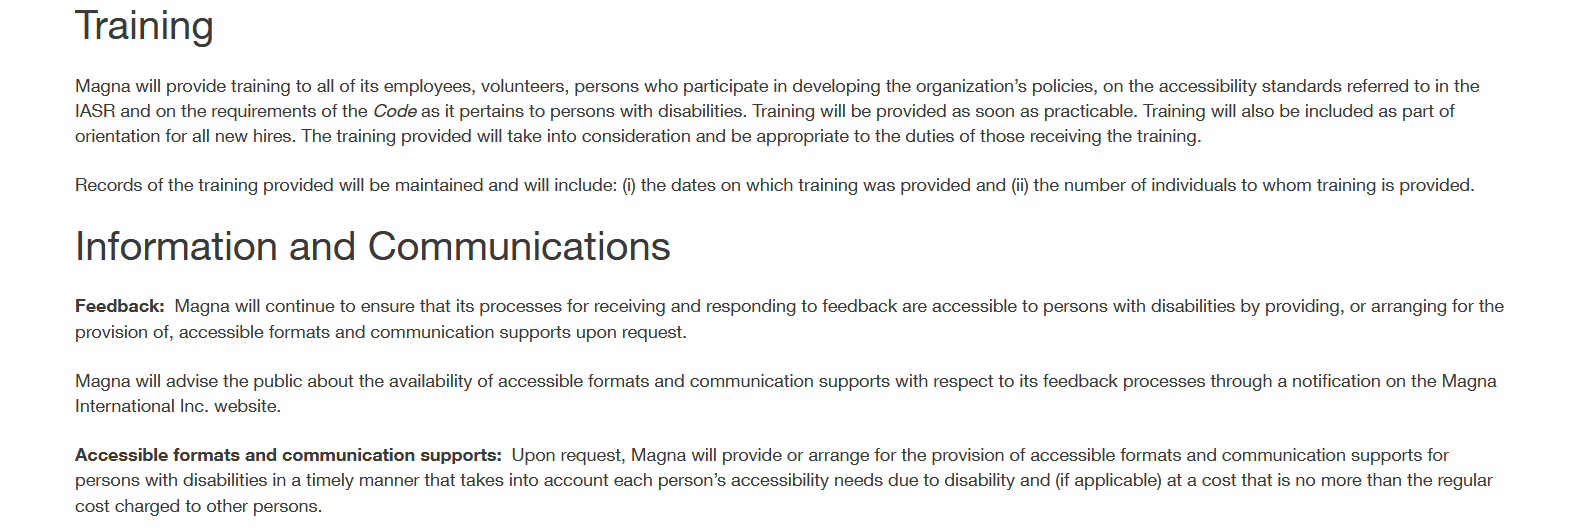 Training
Magna will provide training to all of its employees, volunteers, persons who participate in developing the organization’s policies, on the accessibility standards referred to in the
IASR and on the requirements of the Code as it pertains to persons with disabilities. Training will be provided as soon as practicable. Training will also be included as part of
orientation for all new hires. The training provided will take into consideration and be appropriate to the duties of those receiving the training.
Records of the training provided will be maintained and will include: (i) the dates on which training was provided and (ii) the number of individuals to whom training is provided.
Information and Communications
Feedback: Magna will continue to ensure that its processes for receiving and responding to feedback are accessible to persons with disabilities by providing, or arranging for the
provision of, accessible formats and communication supports upon request.
Magna will advise the public about the availability of accessible formats and communication supports with respect to its feedback processes through a notification on the Magna
International Inc. website.
Accessible formats and communication supports: Upon request, Magna will provide or arrange for the provision of accessible formats and communication supports for
persons with disabilities in a timely manner that takes into account each person’s accessibility needs due to disability and (if applicable) at a cost that is no more than the regular
cost charged to other persons.